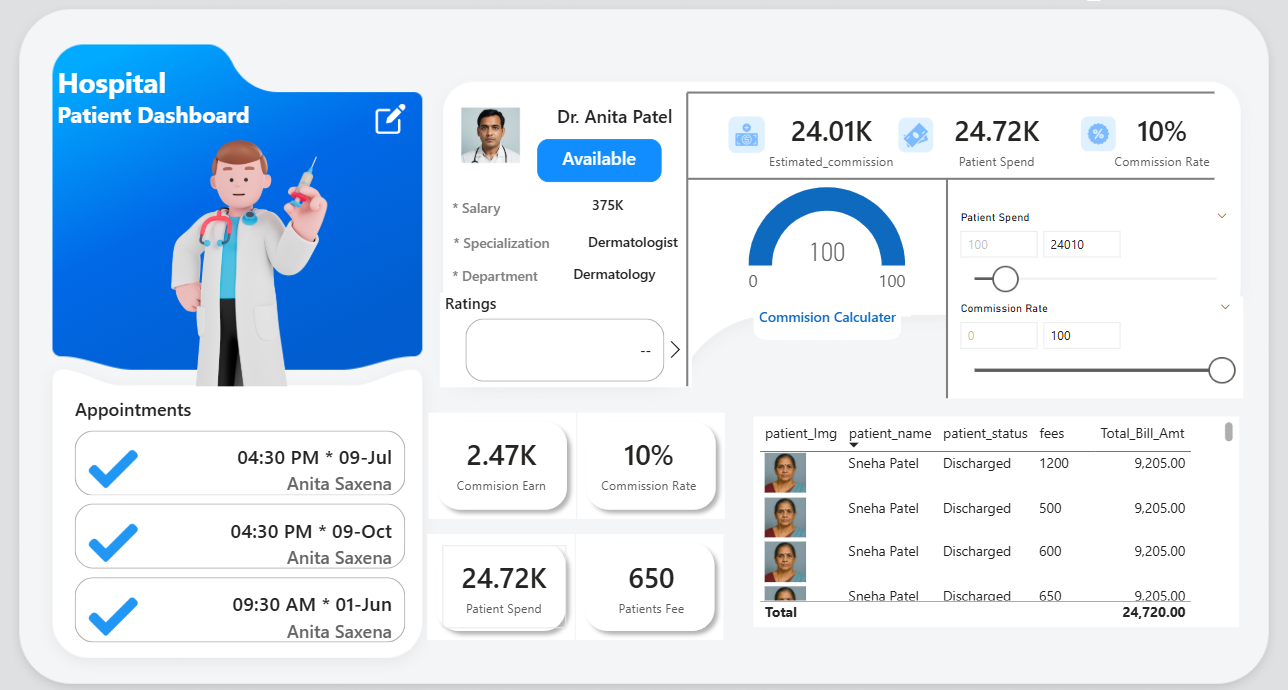 Hospital
Patient Dashboard
Appointments
04:30 PM * 09-Jul
Anita Saxena
04:30 PM * 09-Oct
Anita Saxena
09:30 AM * 01-Jun
Anita Saxena
Dr. Anita Patel
Available
* Salary 375K
* Specialization Dermatologist
* Department Dermatology
Ratings
--
24.01K
Estimated_commission
24.72K
Patient Spend
10%
Commission Rate
100
0 100
Commision Calculater
Patient Spend
100 24010
Commission Rate
0 100
2.47K
Commision Earn
10%
Commission Rate
24.72K
Patient Spend
650
Patients Fee
patient_Img patient_name patient_status fees Total_Bill_Amt
Sneha Patel Discharged 1200 9,205.00
Sneha Patel Discharged 500 9,205.00
Sneha Patel Discharged 600 9,205.00
Sneha Patel Discharged 650 9,205.00
Total 24,720.00